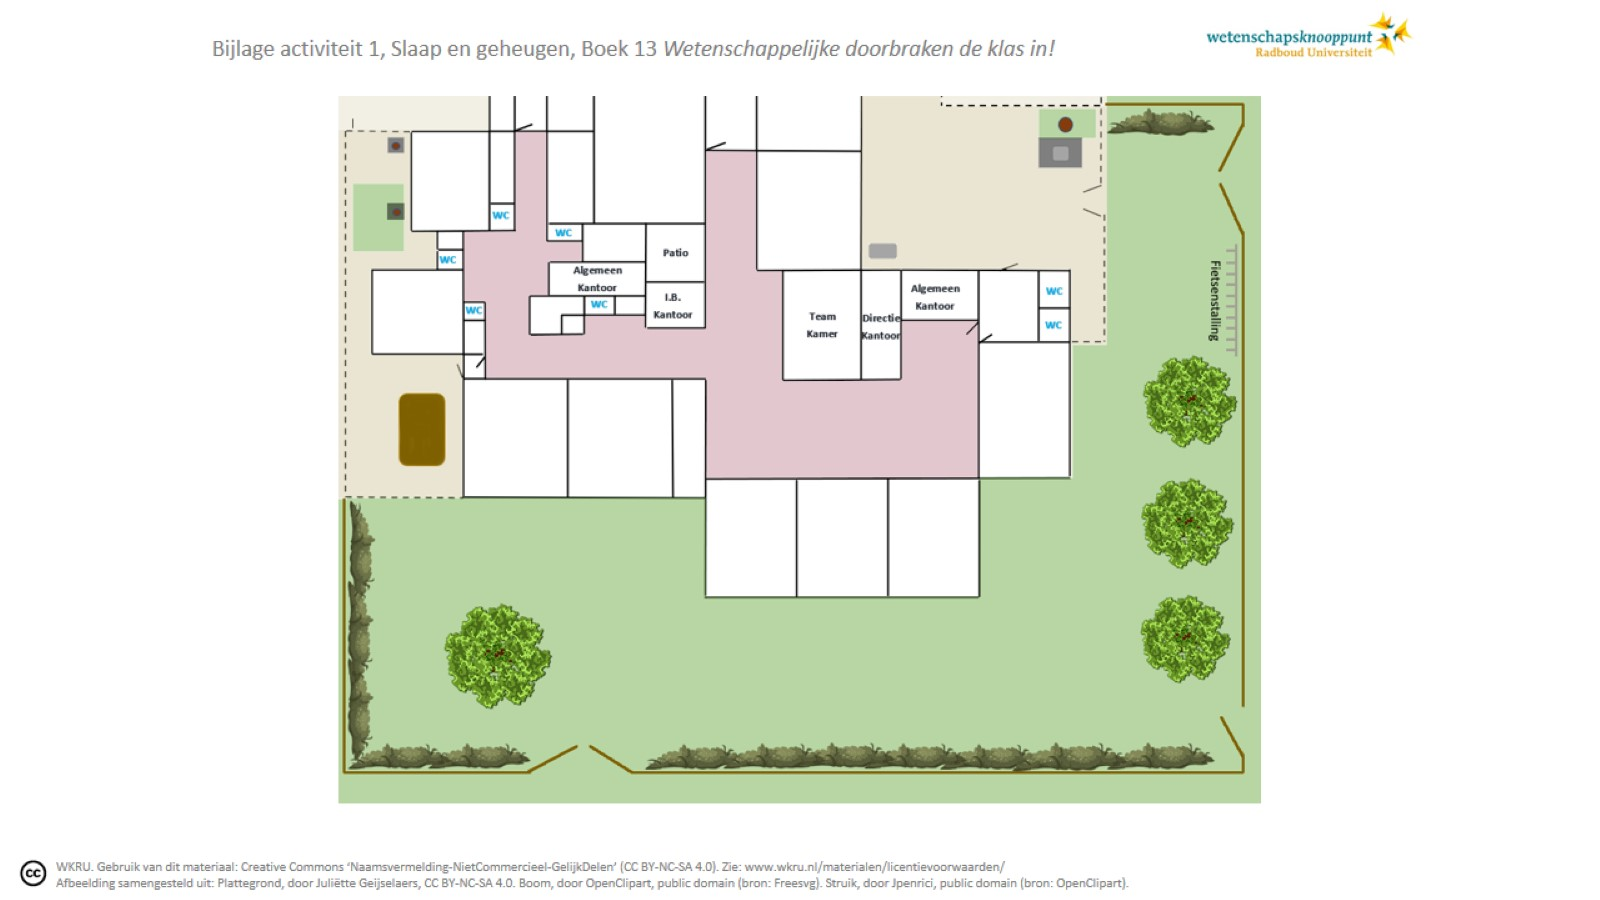 Bijlage activiteit 1, Slaap en geheugen, Boek 13 Wetenschappelijke doorbraken de klas in!
wetenschapsknooppunt
Radboud Universiteit
WC
WC
Patio
WC
Algemeen
Kantoor
I.B.
Kantoor
WC
WC
Team
Kamer
Directie
Kantoor
Algemeen
Kantoor
WC
WC
Fietsenstalling
cc
WKRU. Gebruik van dit materiaal: Creative Commons ‘Naamsvermelding-NietCommercieel-GelijkDelen’ (CC BY-NC-SA 4.0). Zie: www.wkru.nl/materialen/licentievoorwaarden/
Afbeelding samengesteld uit: Plattegrond, door Juliëtte Geijselaers, CC BY-NC-SA 4.0. Boom, door OpenClipart, public domain (bron: Freesvg). Struik, door Jpenrici, public domain (bron: OpenClipart).